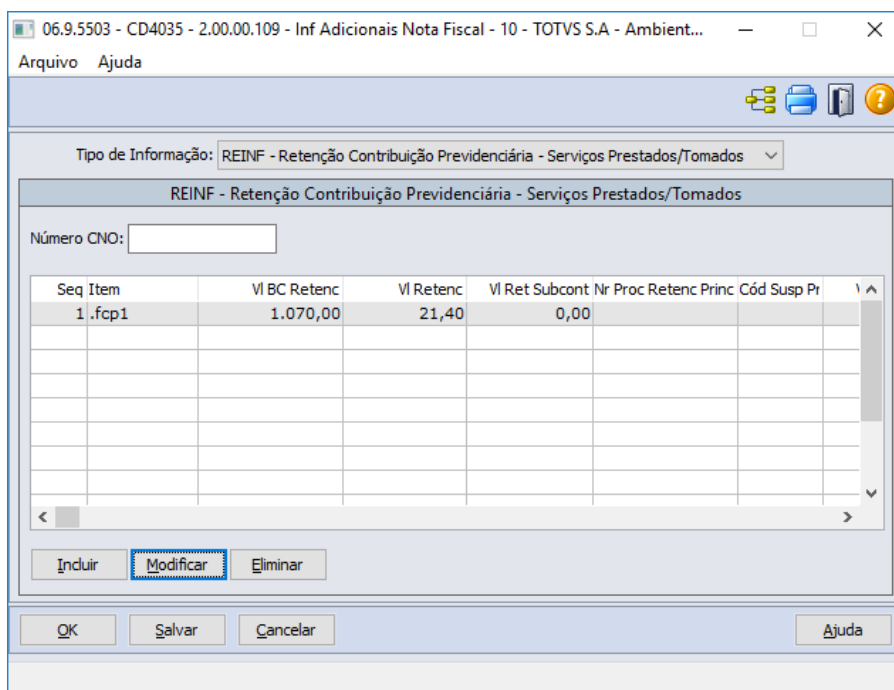 06.9.5503 - CD4035 - 2.00.00.109 - Inf Adicionais Nota Fiscal - 10 - TOTVS S.A - Ambient...
Arquivo Ajuda
Tipo de Informação: REINF - Retenção Contribuição Previdenciária - Serviços Prestados/Tomados
REINF - Retenção Contribuição Previdenciária - Serviços Prestados/Tomados
Número CNO:
Seq Item Vl BC Retenc Vl Retenc Vl Ret Subcont Nr Proc Retenc Princ Cód Susp Pr
1 .fcp1 1.070,00 21,40 0,00
Incluir Modificar Eliminar
OK Salvar Cancelar Ajuda